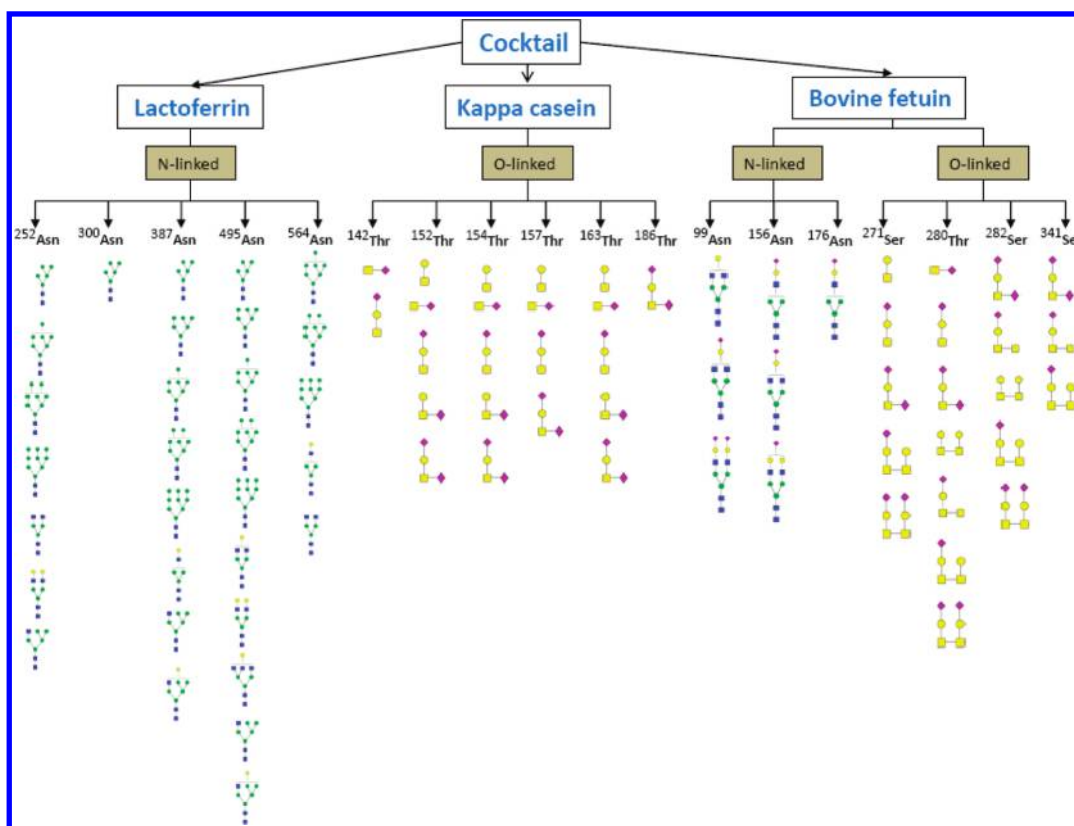 Cocktail
Lactoferrin
Kappa casein
Bovine fetuin
N-linked
O-linked
N-linked
O-linked
252Asn 300Asn 387Asn 495Asn 564Asn 142Thr 152Thr 154Thr 157Thr 163Thr 186Thr 99Asn 156Asn 176Asn 271Ser 280Thr 282Ser 341Se